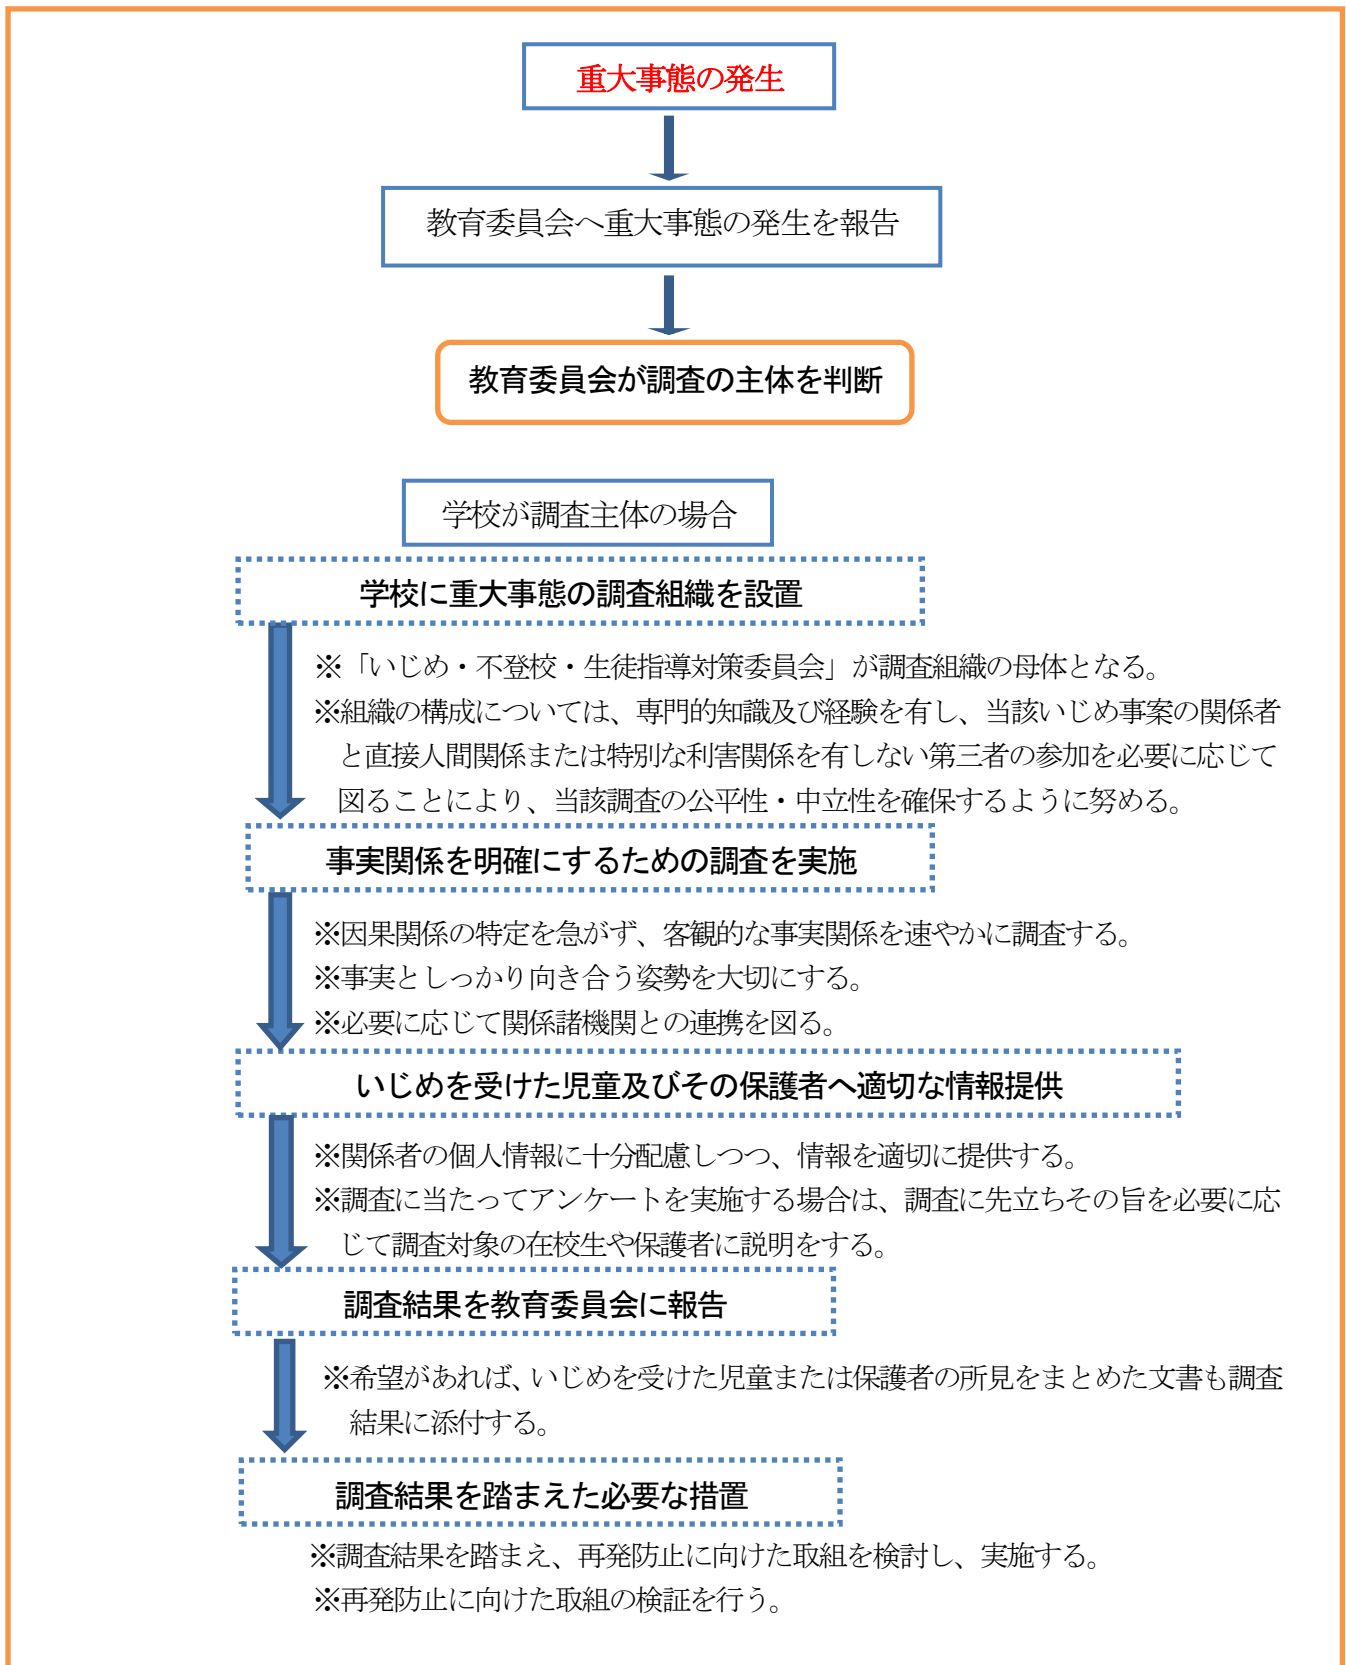 重大事態の発生
教育委員会へ重大事態の発生を報告
教育委員会が調査の主体を判断
学校が調査主体の場合
学校に重大事態の調査組織を設置
※「いじめ・不登校・生徒指導対策委員会」が調査組織の母体となる。
※組織の構成については、専門的知識及び経験を有し、当該いじめ事案の関係者
と直接人間関係または特別な利害関係を有しない第三者の参加を必要に応じて
図ることにより、当該調査の公平性・中立性を確保するように努める。
事実関係を明確にするための調査を実施
※因果関係の特定を急がず、客観的な事実関係を速やかに調査する。
※事実としっかり向き合う姿勢を大切にする。
※必要に応じて関係諸機関との連携を図る。
いじめを受けた児童及びその保護者へ適切な情報提供
※関係者の個人情報に十分配慮しつつ、情報を適切に提供する。
※調査に当たってアンケートを実施する場合は、調査に先立ちその旨を必要に応
じて調査対象の在校生や保護者に説明をする。
調査結果を教育委員会に報告
※希望があれば、いじめを受けた児童または保護者の所見をまとめた文書も調査
結果に添付する。
調査結果を踏まえた必要な措置
※調査結果を踏まえ、再発防止に向けた取組を検討し、実施する。
※再発防止に向けた取組の検証を行う。